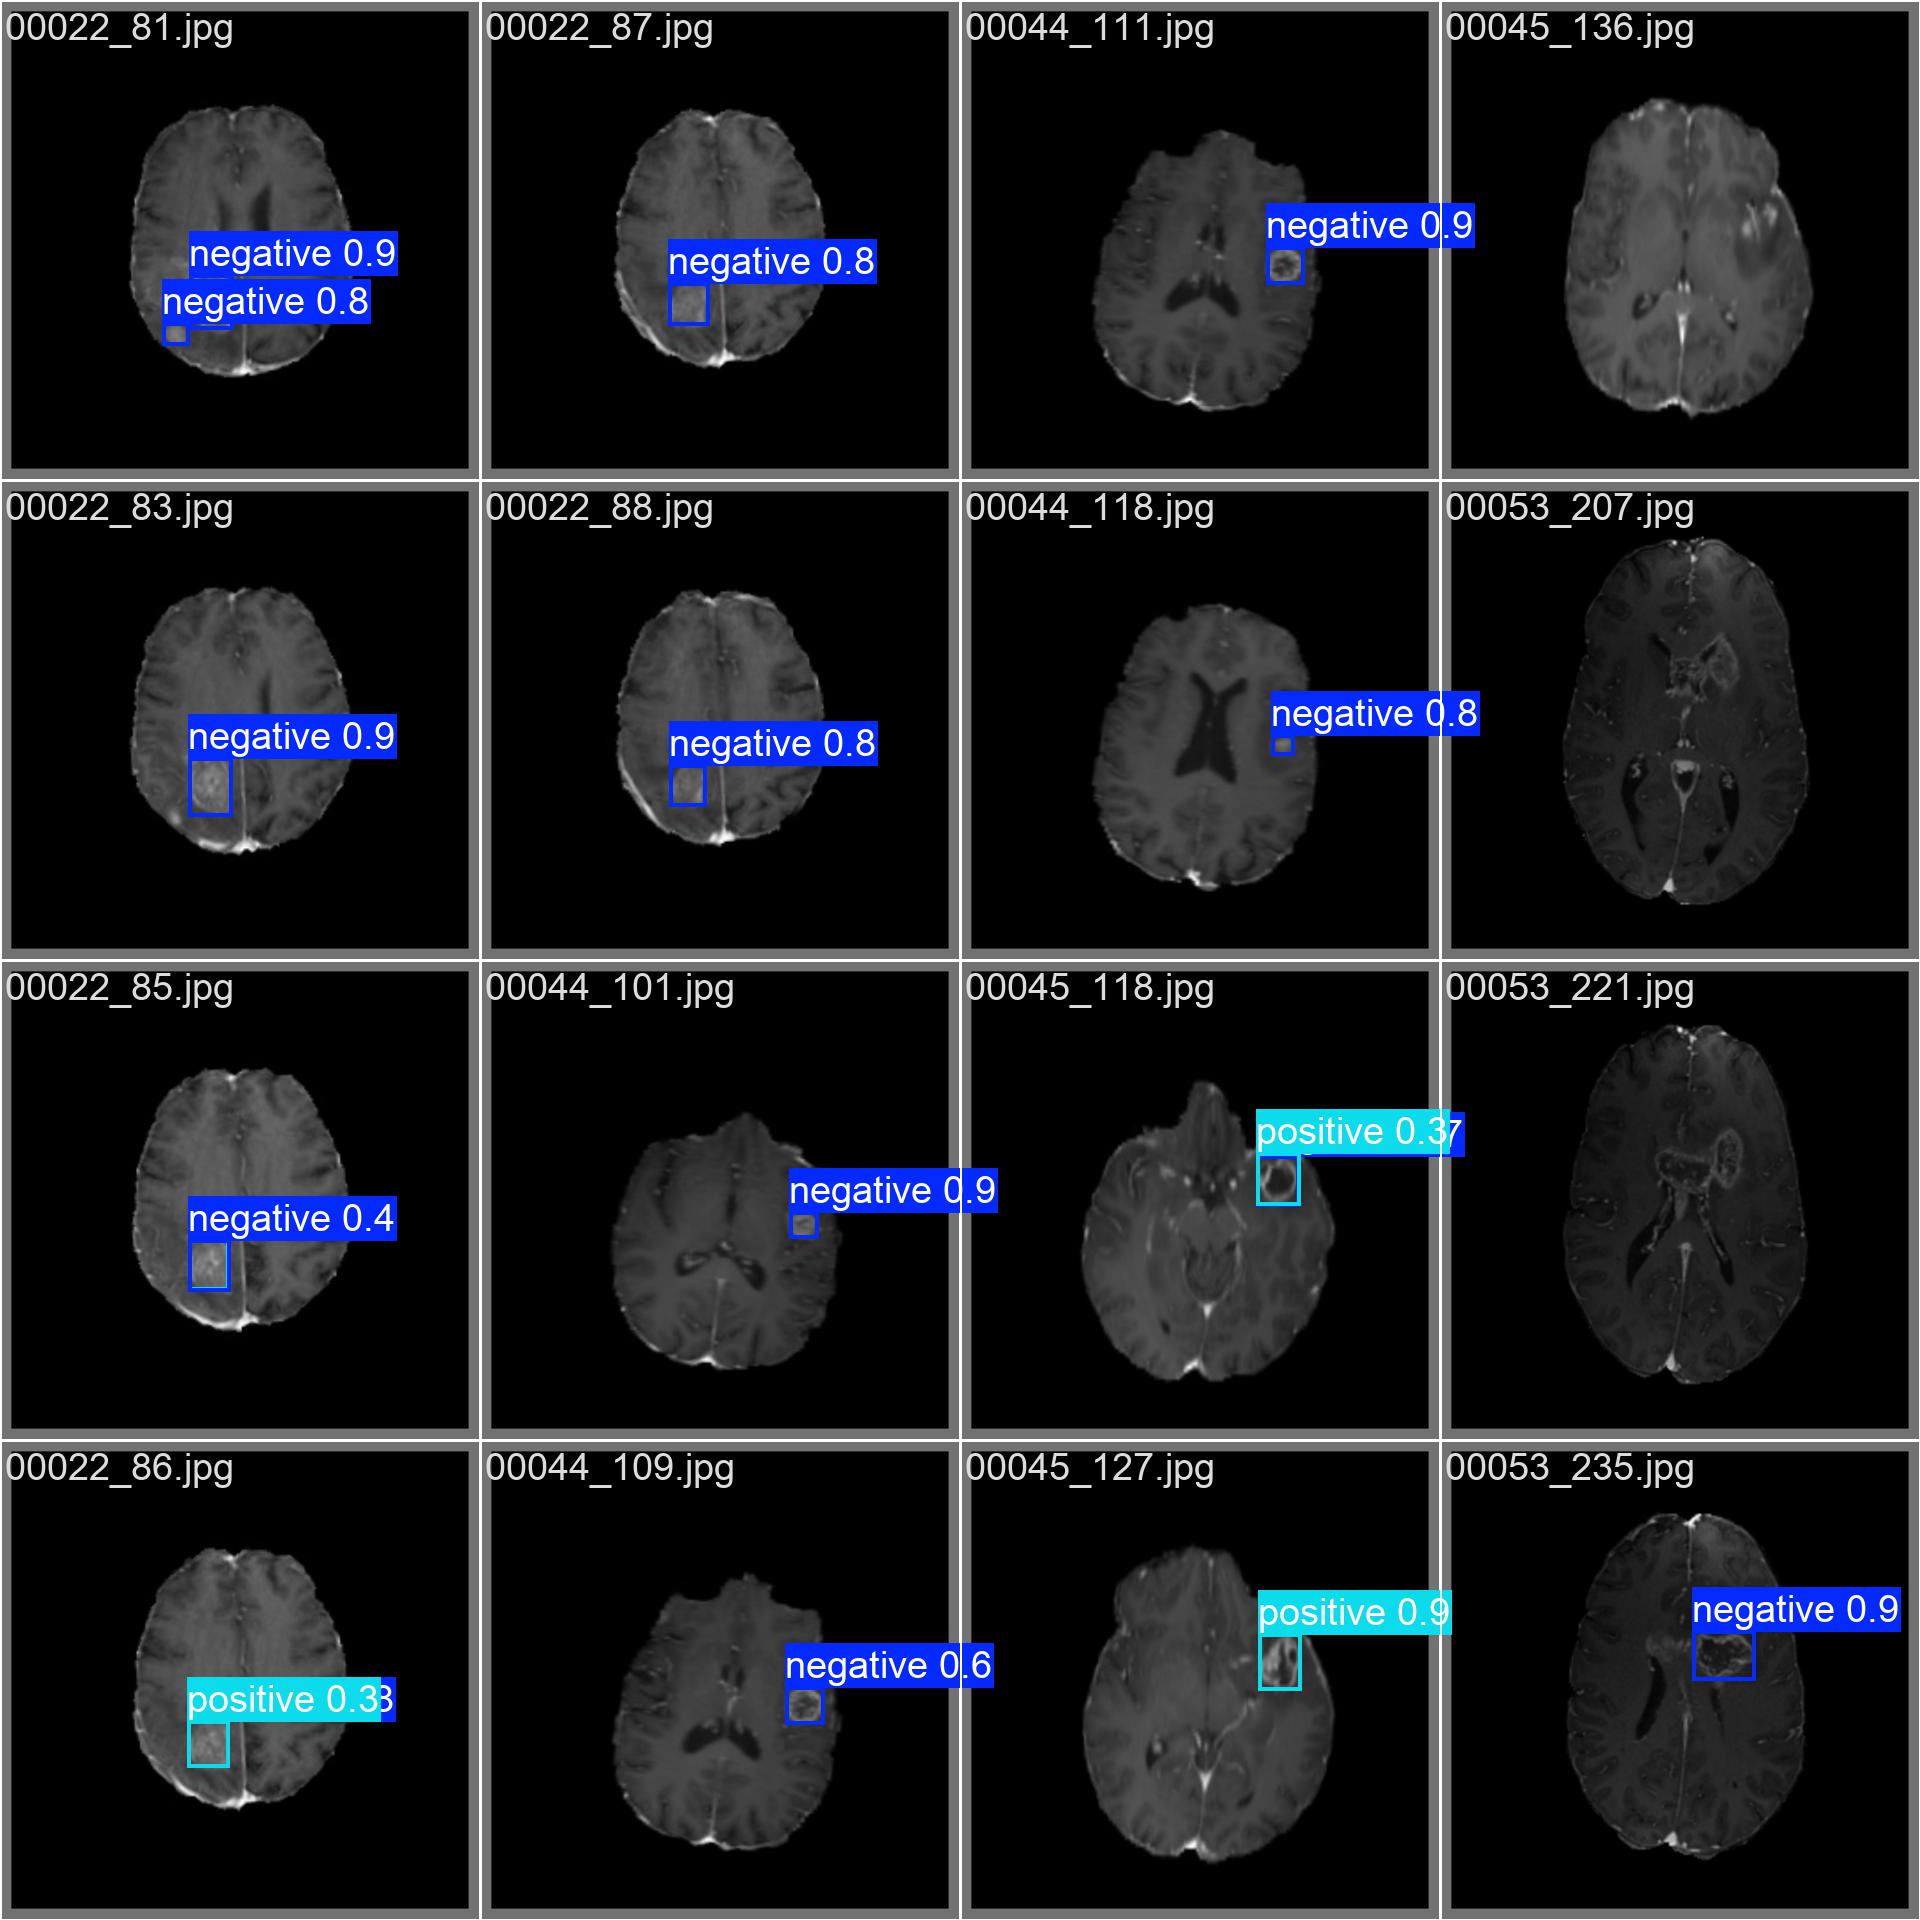 00022_81.jpg
negative 0.9
negative 0.8
00022_87.jpg
negative 0.8
00044_111.jpg
negative 0.9
00045_136.jpg
00022_83.jpg
negative 0.9
00022_88.jpg
negative 0.8
00044_118.jpg
negative 0.8
00053_207.jpg
00022_85.jpg
negative 0.4
00044_101.jpg
negative 0.9
00045_118.jpg
positive 0.3
00053_221.jpg
00022_86.jpg
positive 0.3
00044_109.jpg
negative 0.6
00045_127.jpg
positive 0.9
00053_235.jpg
negative 0.9